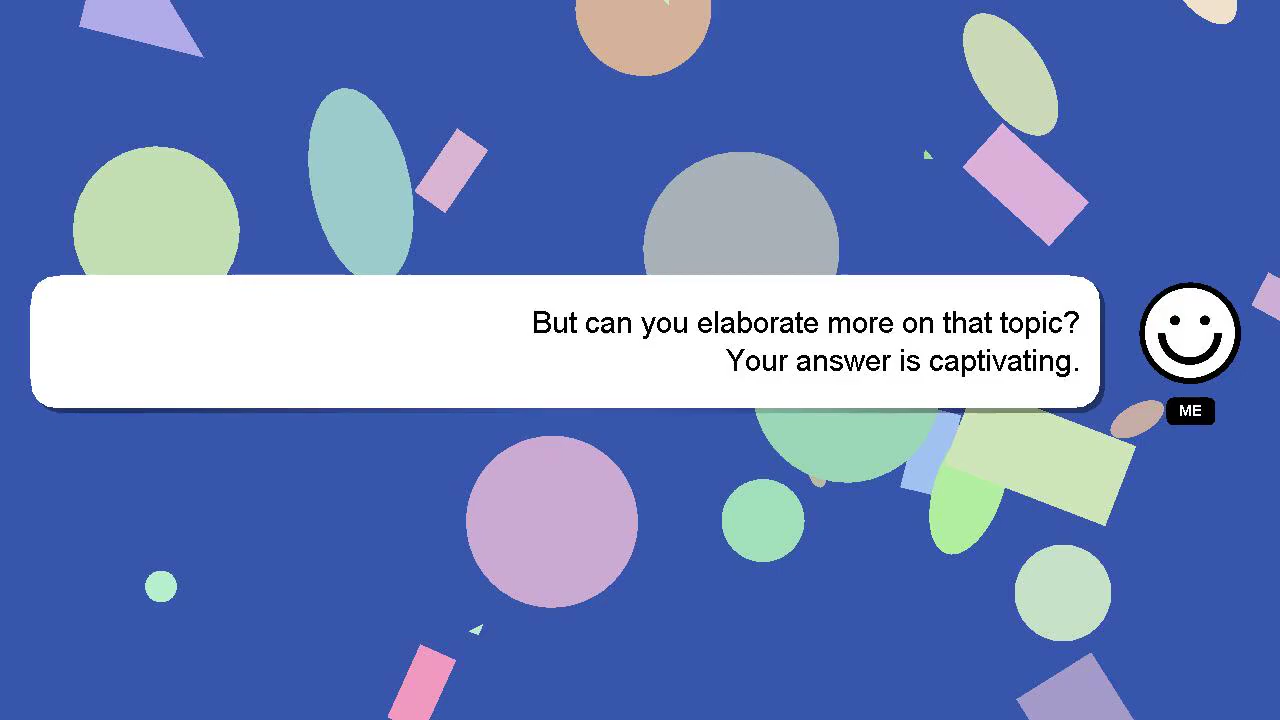 But can you elaborate more on that topic?
Your answer is captivating.
ME